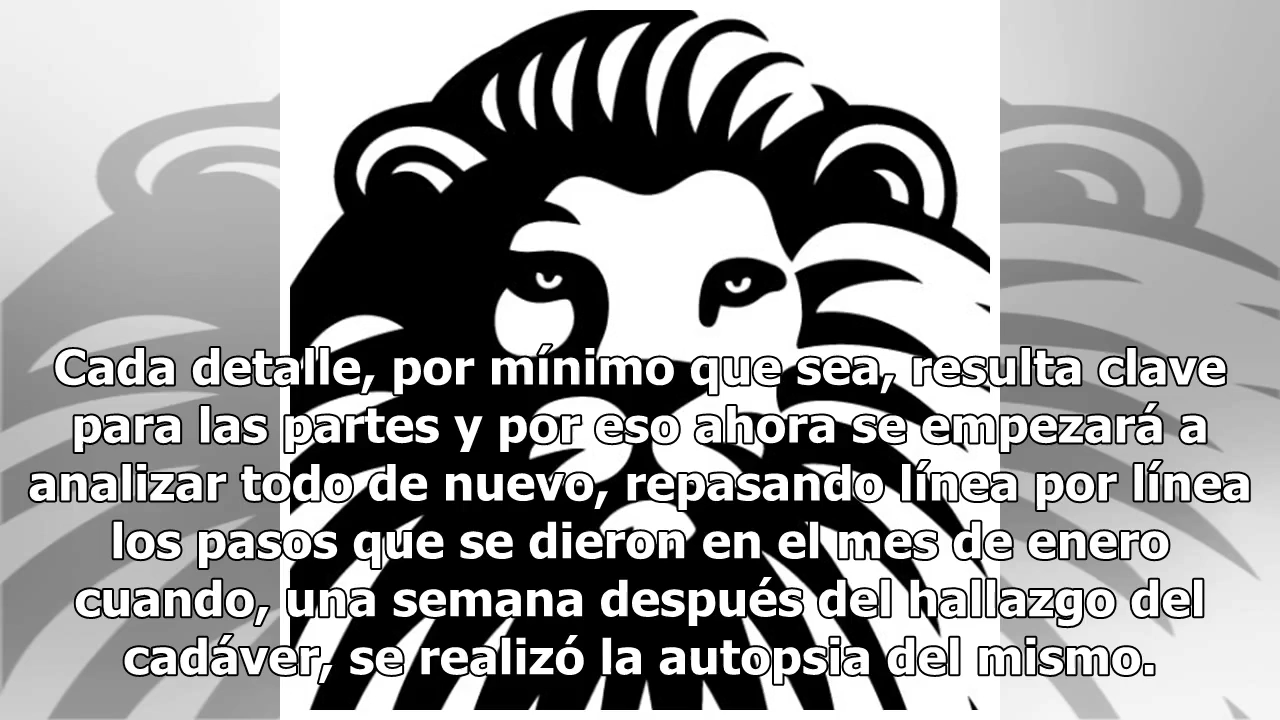 Cada detalle, por mínimo que sea, resulta clave
para las partes y por eso ahora se empezará a
analizar todo de nuevo, repasando línea por línea
los pasos que se dieron en el mes de enero
cuando, una semana después del hallazgo del
cadáver, se realizó la autopsia del mismo.